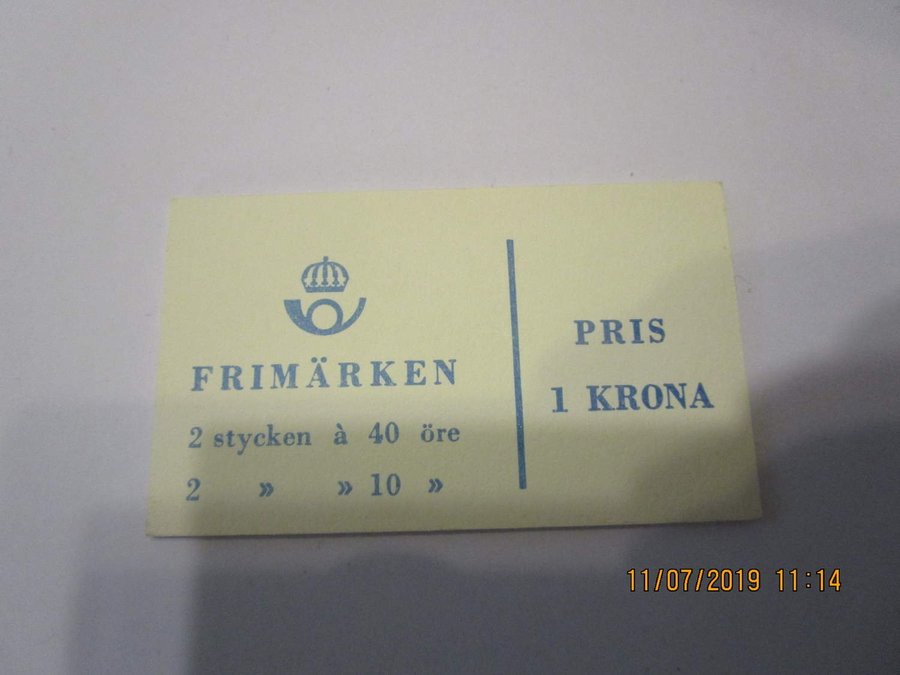 FRIMÄRKEN
2 stycken à 40 öre
2 » » 10 »
PRIS
1 KRONA
11/07/2019 11:14